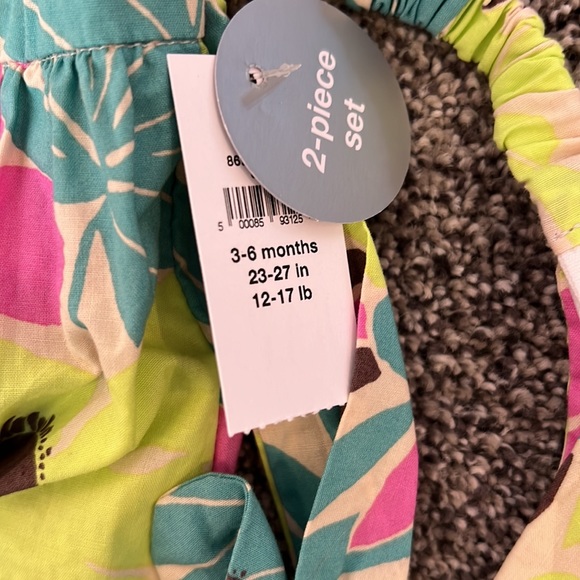 2-piece
set
86
5 00085 93125
3-6 months
23-27 in
12-17 lb